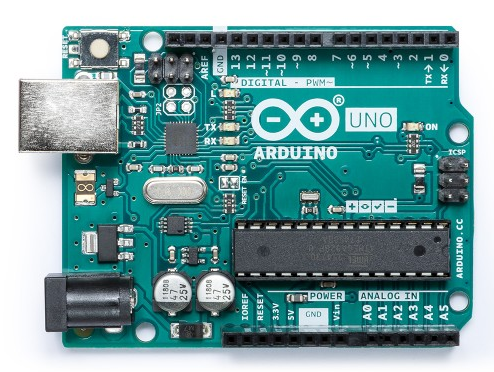 RESET
AREF
GND
13
12
~11
~10
~9
8
7
~6
~5
4
~3
2
TX→1
RX←0
DIGITAL - PWM~
L
TX
RX
®
UNO
ARDUINO
ON
ICSP
JP2
RESET EN
ARDUINO.CC
47
25V
47
25V
IOREF
RESET
3.3V
5V
GND
Vin
POWER
ANALOG IN
A0
A1
A2
A3
A4
A5